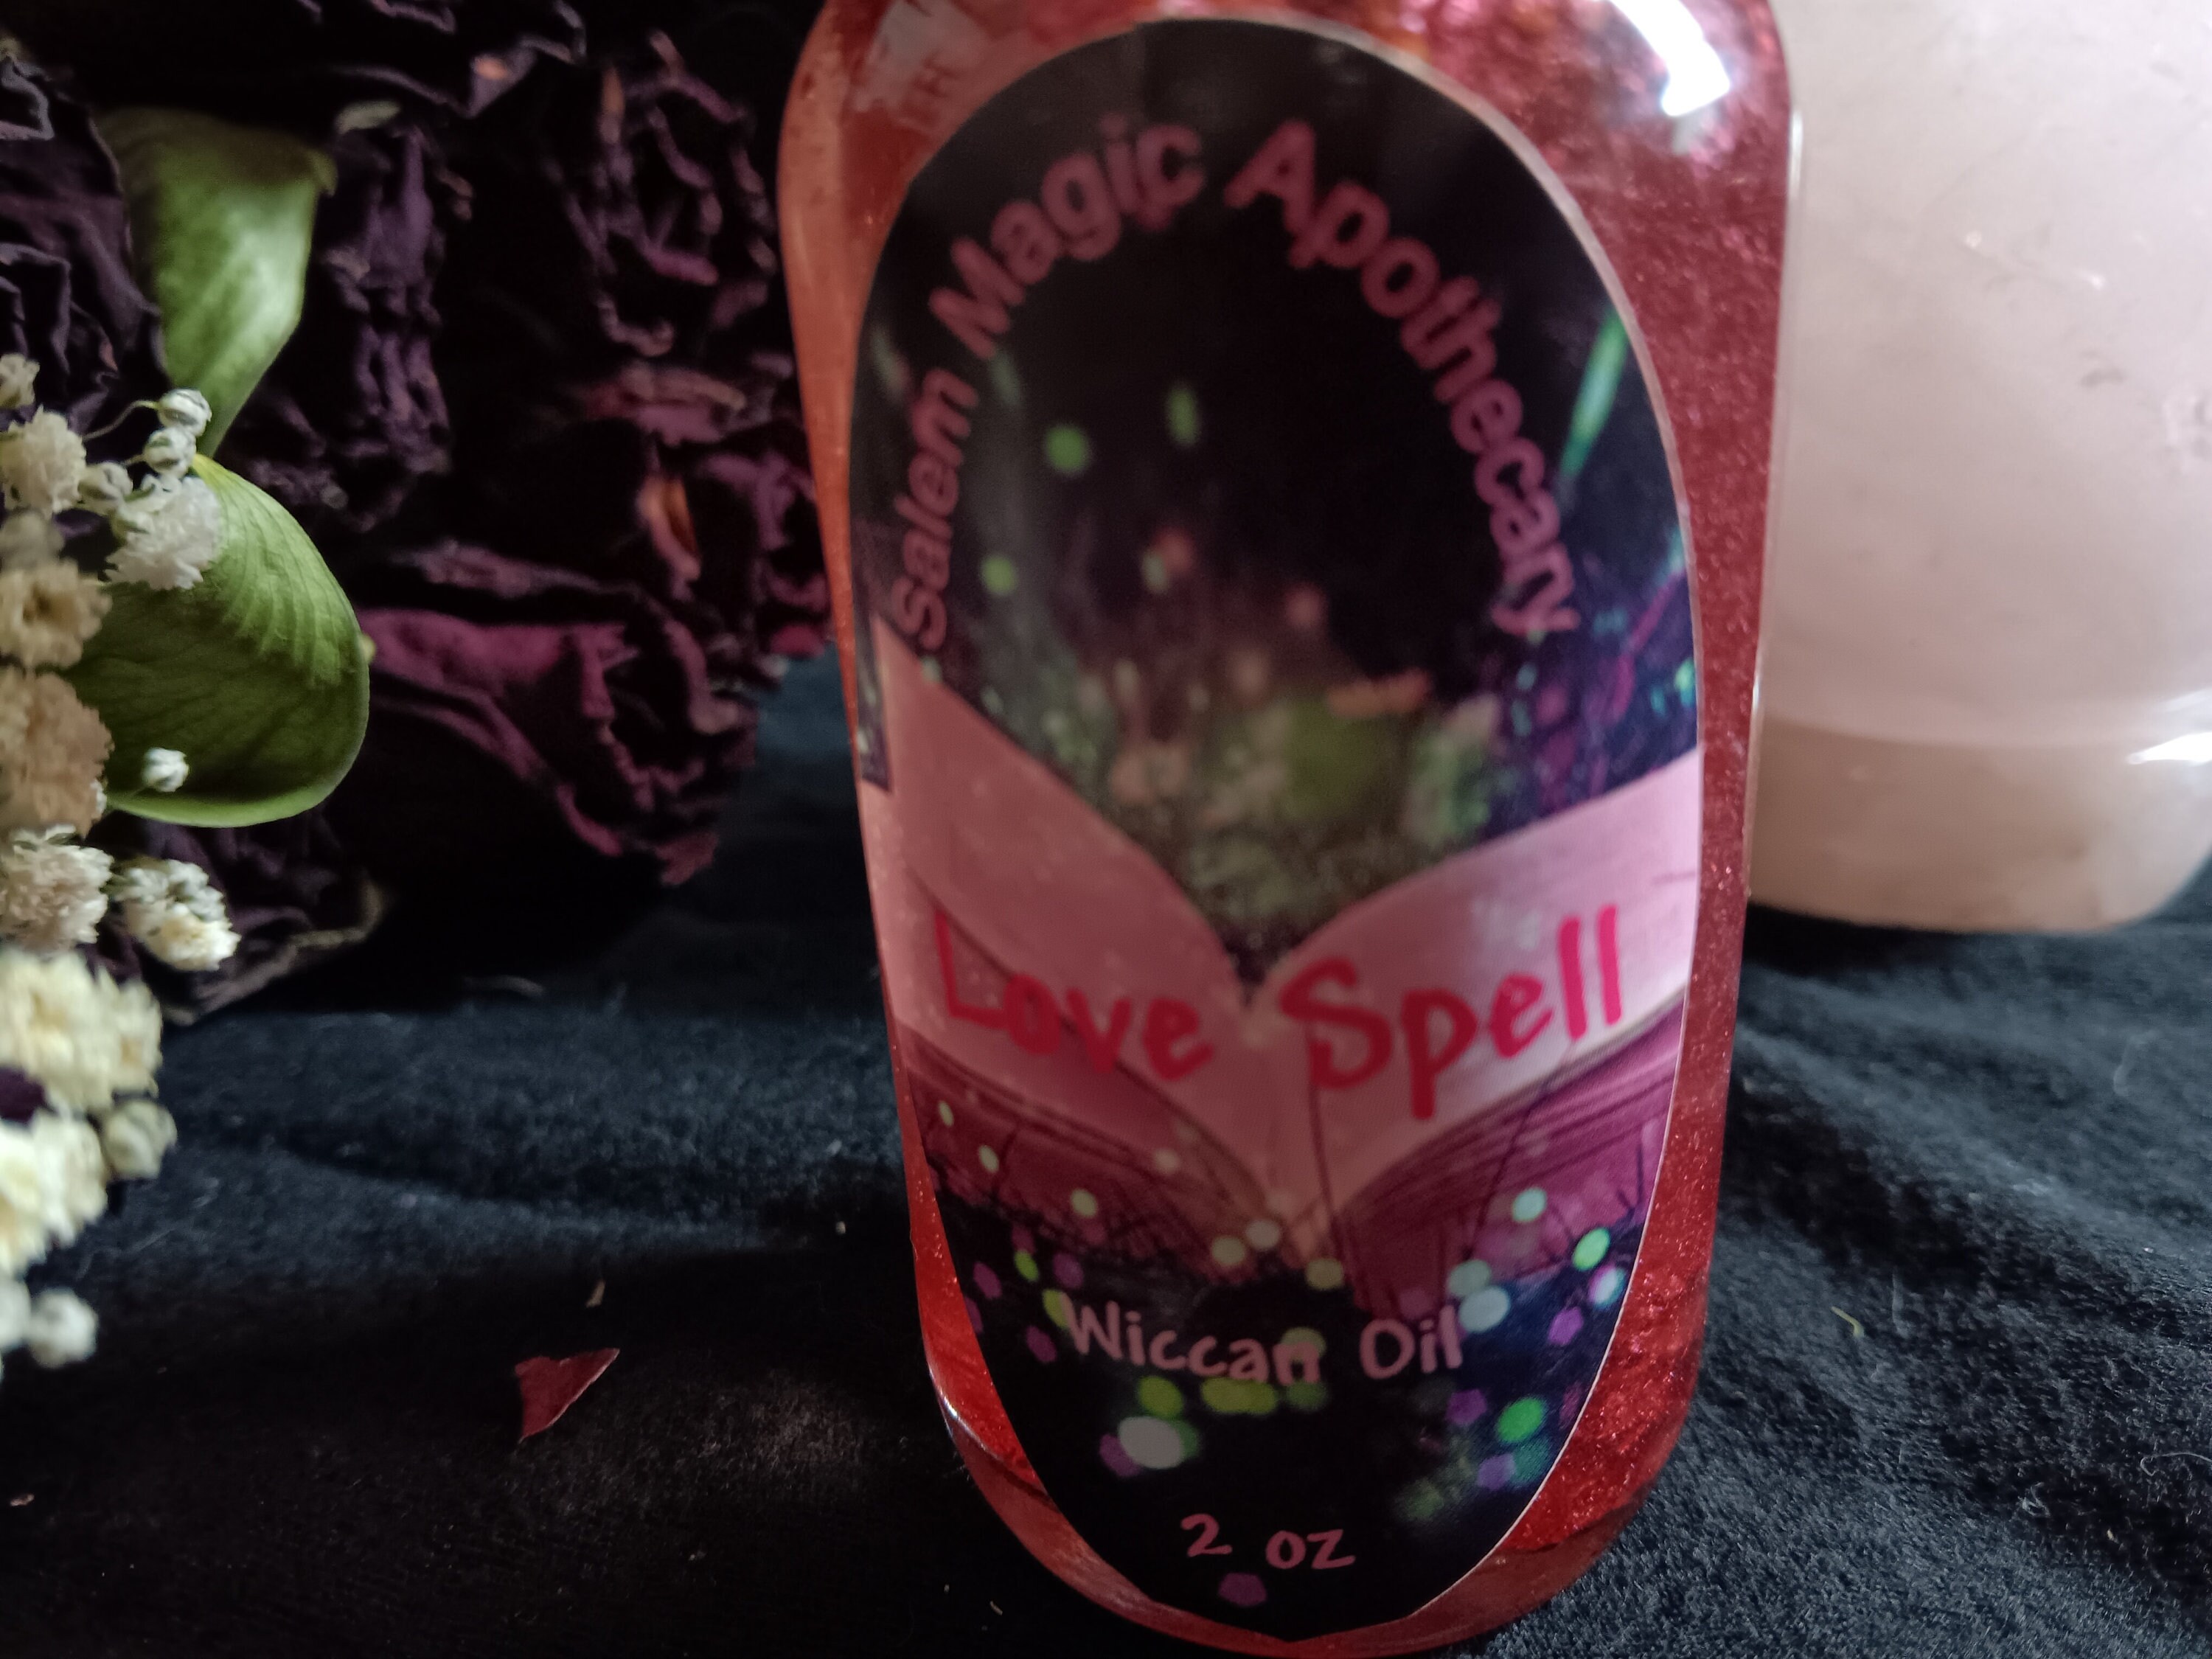 Salem Magic Apothecary
Love Spell
Wiccan Oil
2 oz